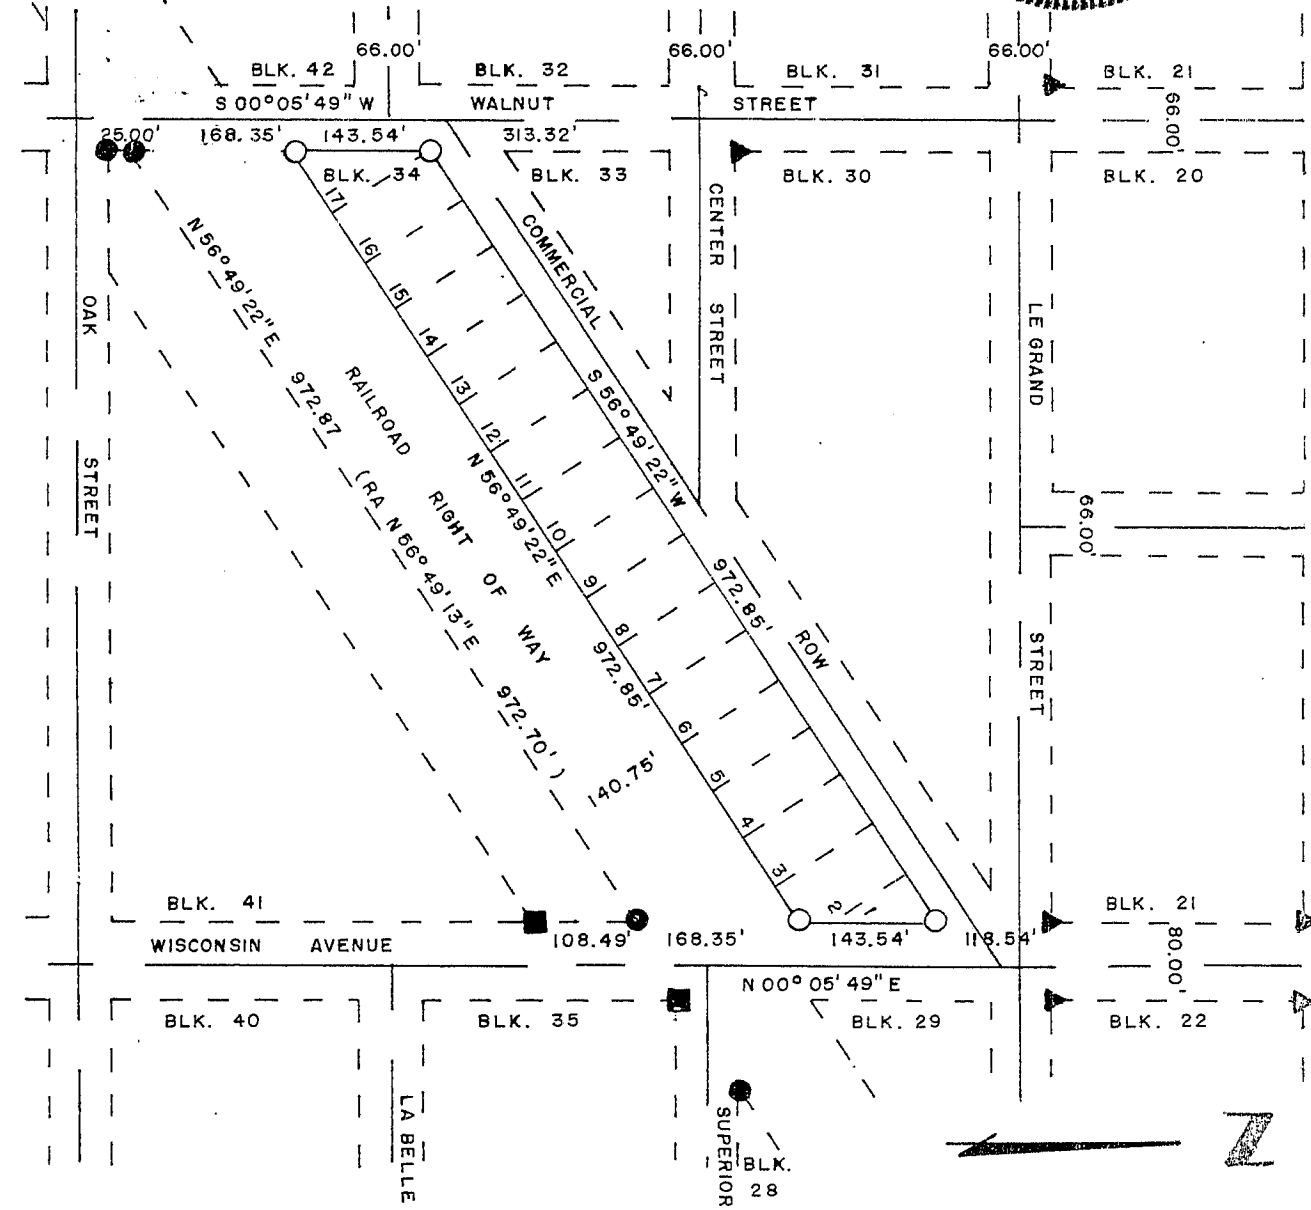 66.00'
66.00'
66.00'
BLK. 42
BLK. 32
BLK. 31
BLK. 21
S 00°05'49" W
WALNUT
STREET
66.00'
25.00'
168.35'
143.54'
313.32'
BLK. 34
BLK. 33
BLK. 30
BLK. 20
17
16
15
14
13
12
11
10
9
8
7
6
5
4
3
2
N 56°49'22" E 972.87
(RA N 56°49'13" E 972.70')
RAILROAD RIGHT OF WAY
N 56°49'22" E 972.85'
140.75'
S 56°49'22" W 972.85'
COMMERCIAL
ROW
CENTER STREET
OAK STREET
LE GRAND STREET
66.00'
BLK. 41
BLK. 21
WISCONSIN AVENUE
108.49'
168.35'
143.54'
118.54'
80.00'
N 00° 05'49" E
BLK. 40
BLK. 35
BLK. 29
BLK. 22
LA BELLE
SUPERIOR
BLK.
28
Z